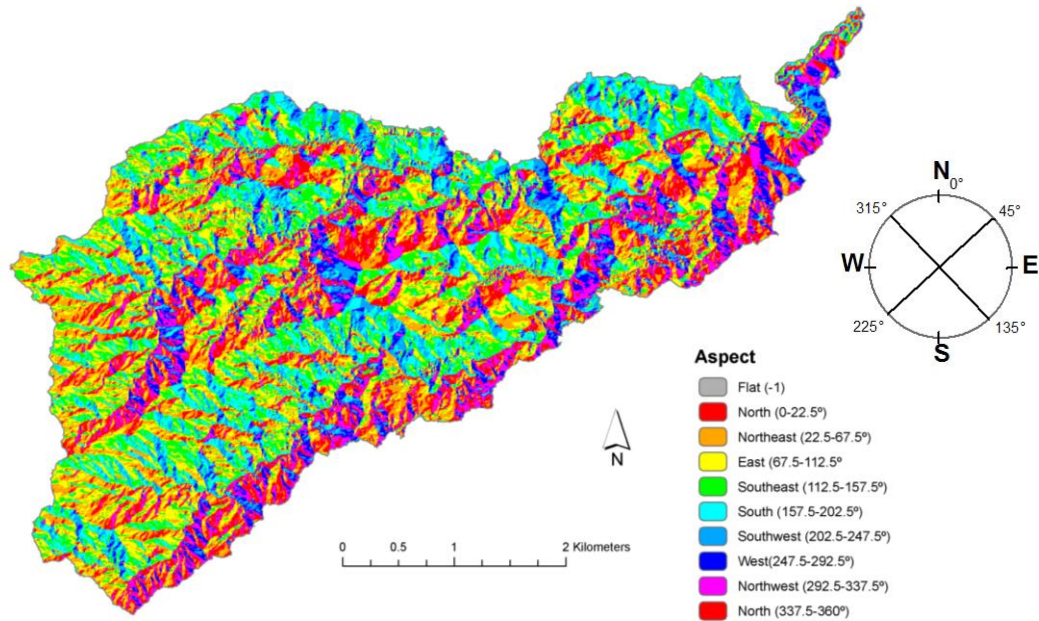 N
0°
315°
45°
W
E
225°
135°
S
Aspect
Flat (-1)
North (0-22.5º)
Northeast (22.5-67.5º)
East (67.5-112.5º
Southeast (112.5-157.5º)
South (157.5-202.5º)
Southwest (202.5-247.5º)
West(247.5-292.5º)
Northwest (292.5-337.5º)
North (337.5-360º)
N
0 0.5 1 2 Kilometers